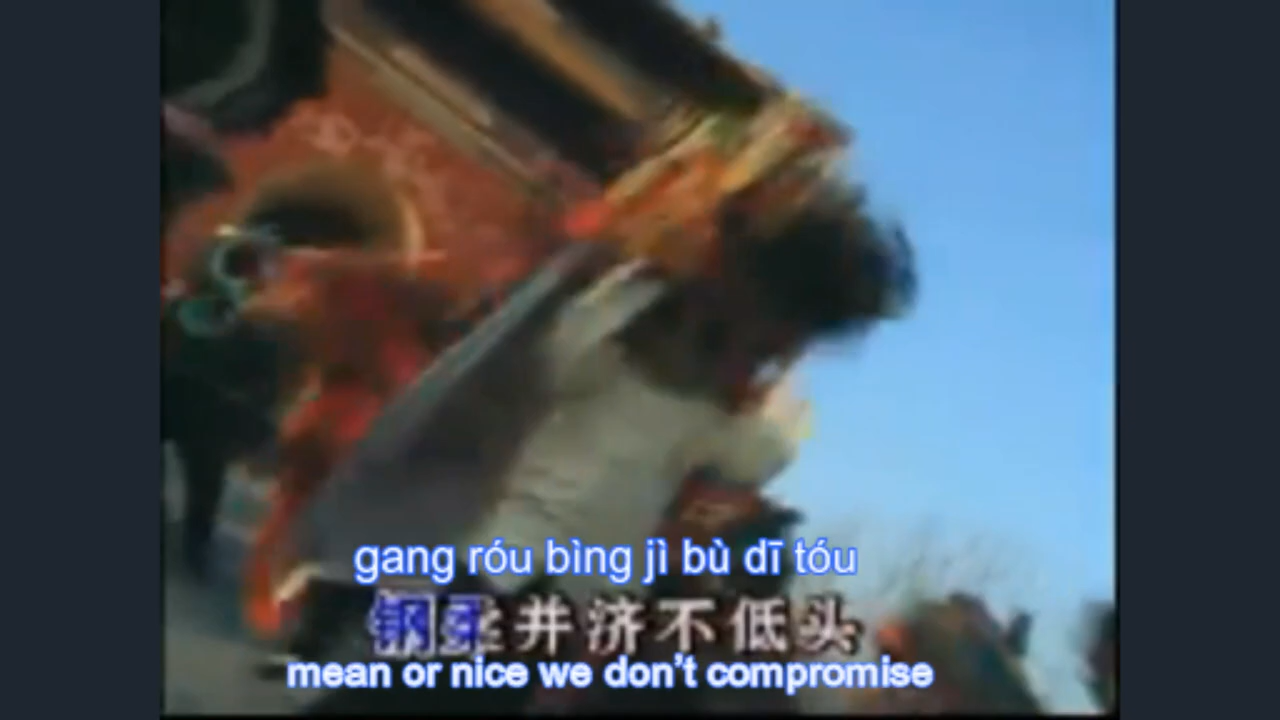 gang róu bìng jì bù dī tóu
钢柔井济不低头
mean or nice we don't compromise